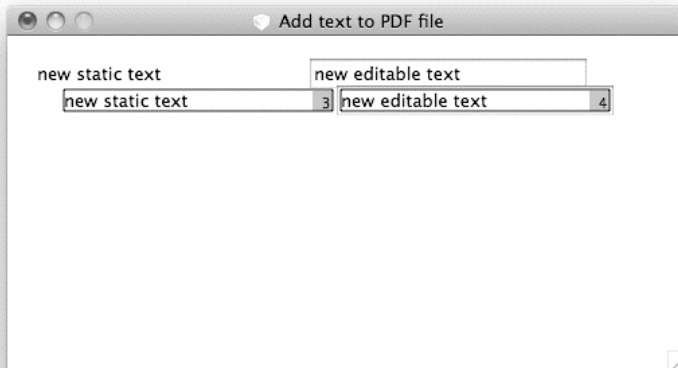 Add text to PDF file
new static text new editable text
new static text 3 new editable text 4